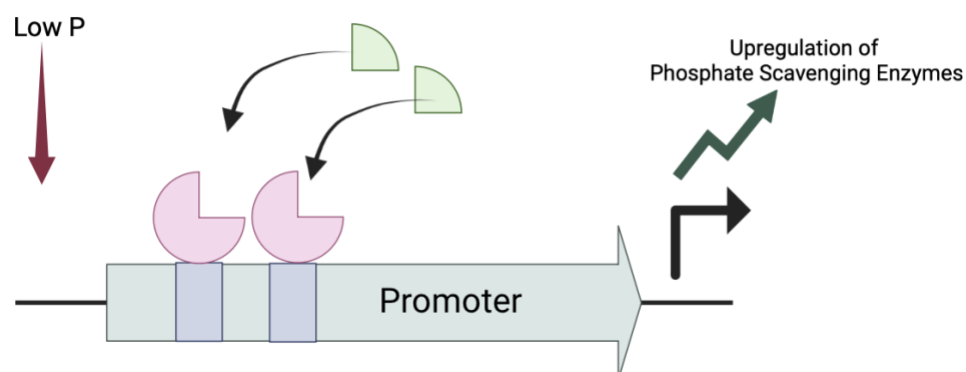 Low P
Upregulation of
Phosphate Scavenging Enzymes
Promoter